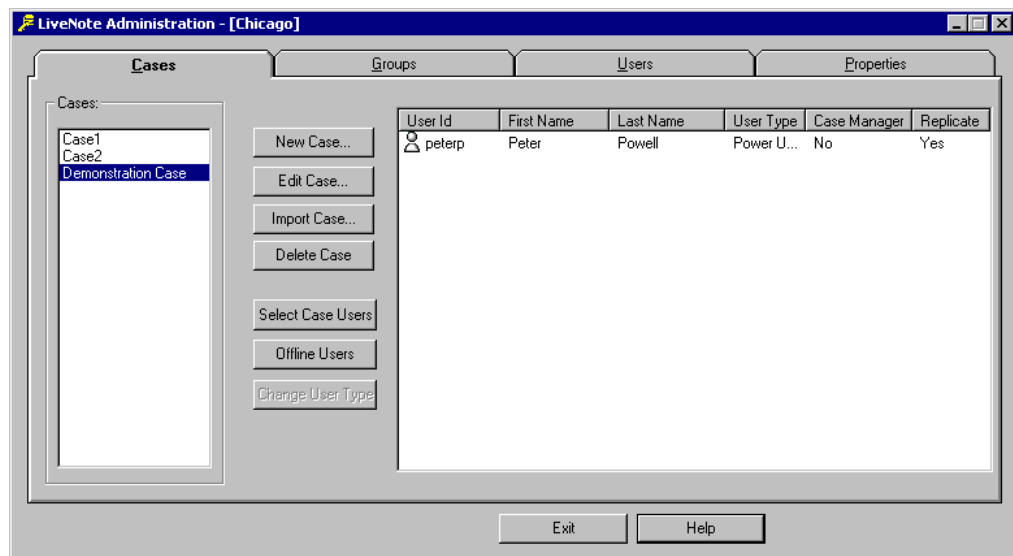 LiveNote Administration - [Chicago]
Cases Groups Users Properties
Cases:
Case1
Case2
Demonstration Case
New Case...
Edit Case...
Import Case...
Delete Case
Select Case Users
Offline Users
Change User Type
User Id First Name Last Name User Type Case Manager Replicate
peterp Peter Powell Power U... No Yes
Exit Help